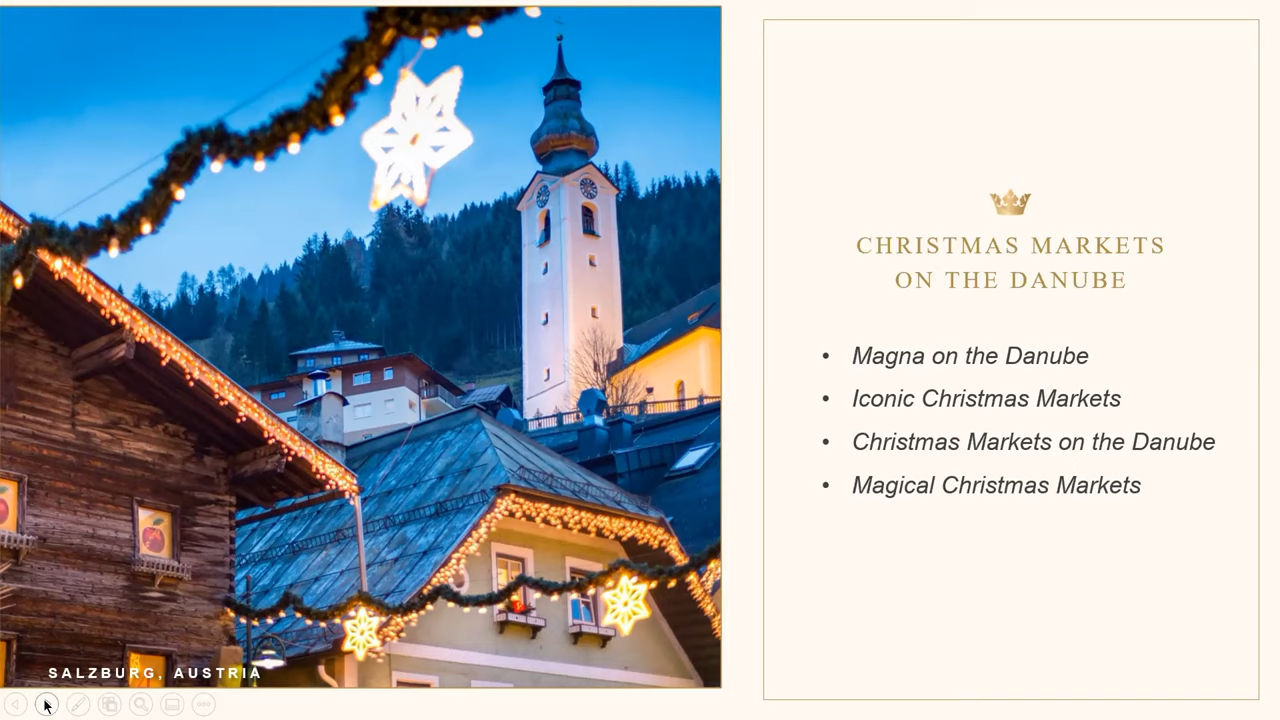 CHRISTMAS MARKETS
ON THE DANUBE
• Magna on the Danube
• Iconic Christmas Markets
• Christmas Markets on the Danube
• Magical Christmas Markets
SALZBURG, AUSTRIA